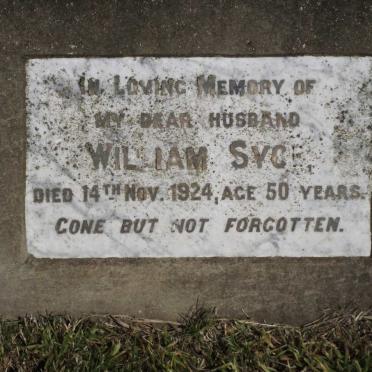 IN LOVING MEMORY OF
MY DEAR HUSBAND
WILLIAM
DIED 14TH NOV. 1924, AGE 50 YEARS.
GONE BUT NOT FORGOTTEN.